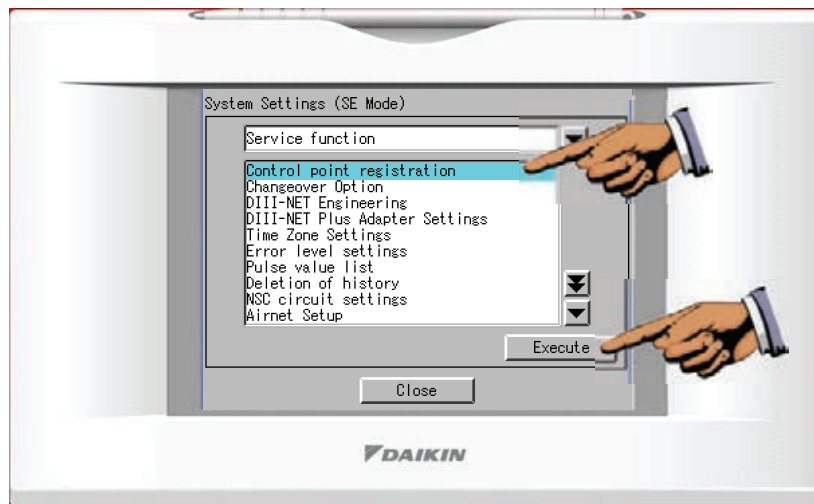 System Settings (SE Mode)
Service function
Control point registration
Changeover Option
DIII-NET Engineering
DIII-NET Plus Adapter Settings
Time Zone Settings
Error level settings
Pulse value list
Deletion of history
NSC circuit settings
Airnet Setup
Execute
Close
DAIKIN